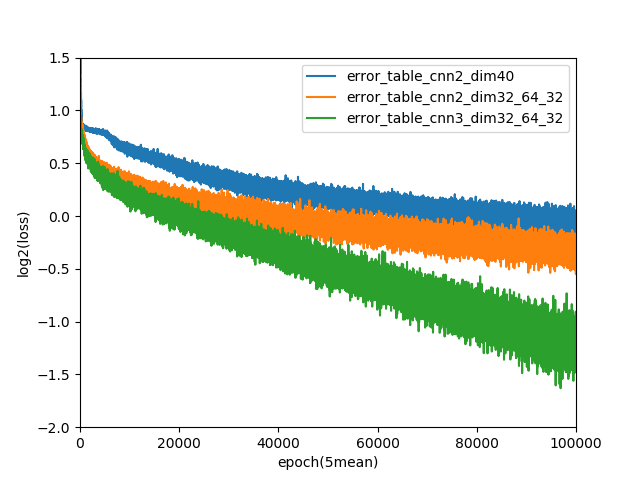 1.5
1.0
0.5
0.0
−0.5
−1.0
−1.5
−2.0
log2(loss)
error_table_cnn2_dim40
error_table_cnn2_dim32_64_32
error_table_cnn3_dim32_64_32
0 20000 40000 60000 80000 100000
epoch(5mean)